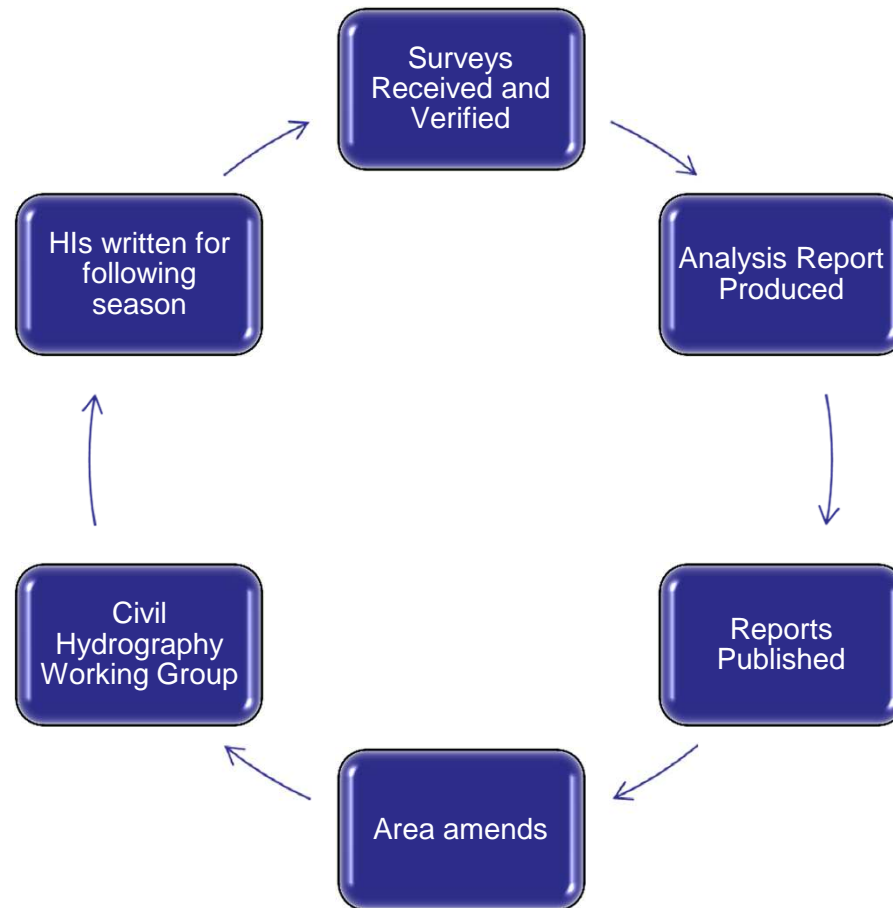 Surveys
Received and
Verified
Analysis Report
Produced
Reports
Published
Area amends
Civil
Hydrography
Working Group
HIs written for
following
season